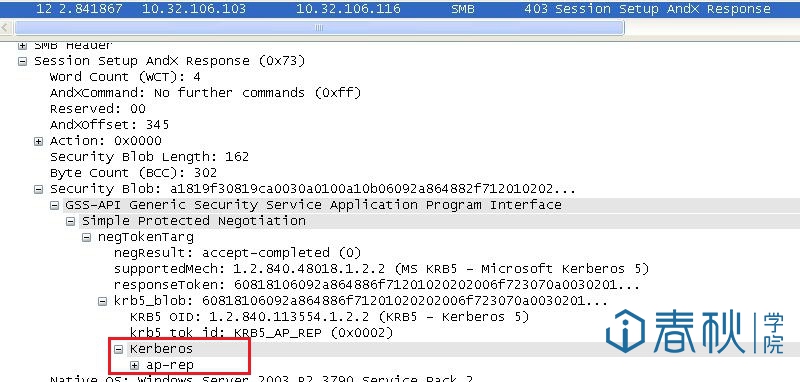 12 2.841867 10.32.106.103 10.32.106.116 SMB 403 Session Setup AndX Response
SMB Header
Session Setup AndX Response (0x73)
Word Count (WCT): 4
AndXCommand: No further commands (0xff)
Reserved: 00
AndXOffset: 345
Action: 0x0000
Security Blob Length: 162
Byte Count (BCC): 302
Security Blob: a1819f30819ca0030a0100a10b06092a864882f712010202...
GSS-API Generic Security Service Application Program Interface
Simple Protected Negotiation
negTokenTarg
negResult: accept-completed (0)
supportedMech: 1.2.840.48018.1.2.2 (MS KRB5 - Microsoft Kerberos 5)
responseToken: 60818106092a864886f71201020202006f723070a0030201...
krb5_blob: 60818106092a864886f71201020202006f723070a0030201...
KRB5 OID: 1.2.840.113554.1.2.2 (KRB5 - Kerberos 5)
krb5_tok_id: KRB5_AP_REP (0x0002)
Kerberos
ap-rep
Native OS: Windows Server 2003 R2 3790 Service Pack 2
春秋学院